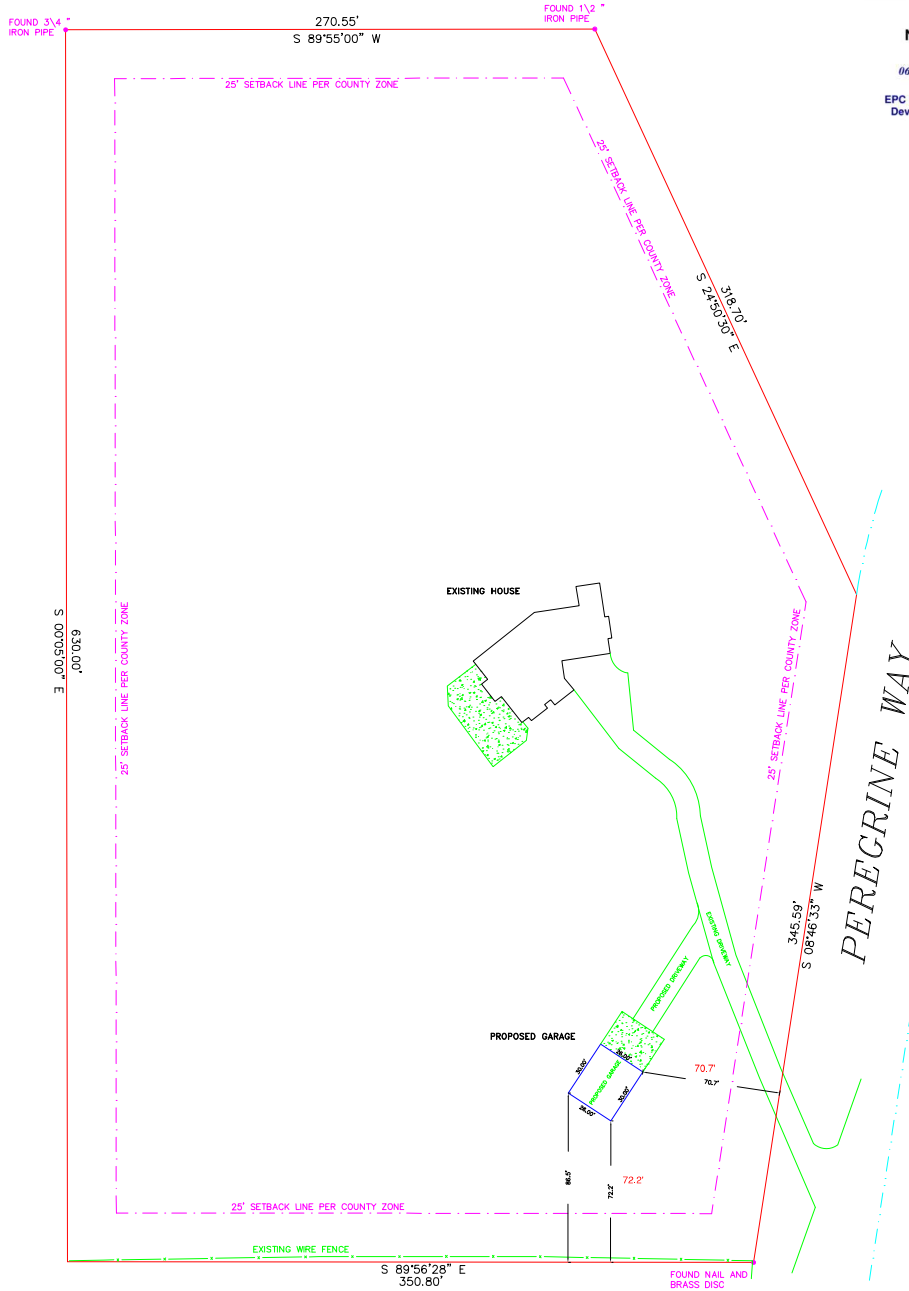 FOUND 3\4 "
IRON PIPE
270.55'
S 89°55'00" W
FOUND 1\2 "
IRON PIPE
06
EPC
Dev
25' SETBACK LINE PER COUNTY ZONE
25' SETBACK LINE PER COUNTY ZONE
318.70'
S 24°50'30" E
EXISTING HOUSE
630.00'
S 00°05'00" E
25' SETBACK LINE PER COUNTY ZONE
25' SETBACK LINE PER COUNTY ZONE
PEREGRINE WAY
345.59'
S 08°46'33" W
EXISTING DRIVEWAY
PROPOSED DRIVEWAY
PROPOSED GARAGE
26.00'
30.00'
PROPOSED GARAGE
30.00'
26.00'
70.7'
70.7'
86.5'
72.2'
72.2'
25' SETBACK LINE PER COUNTY ZONE
EXISTING WIRE FENCE
S 89°56'28" E
350.80'
FOUND NAIL AND
BRASS DISC